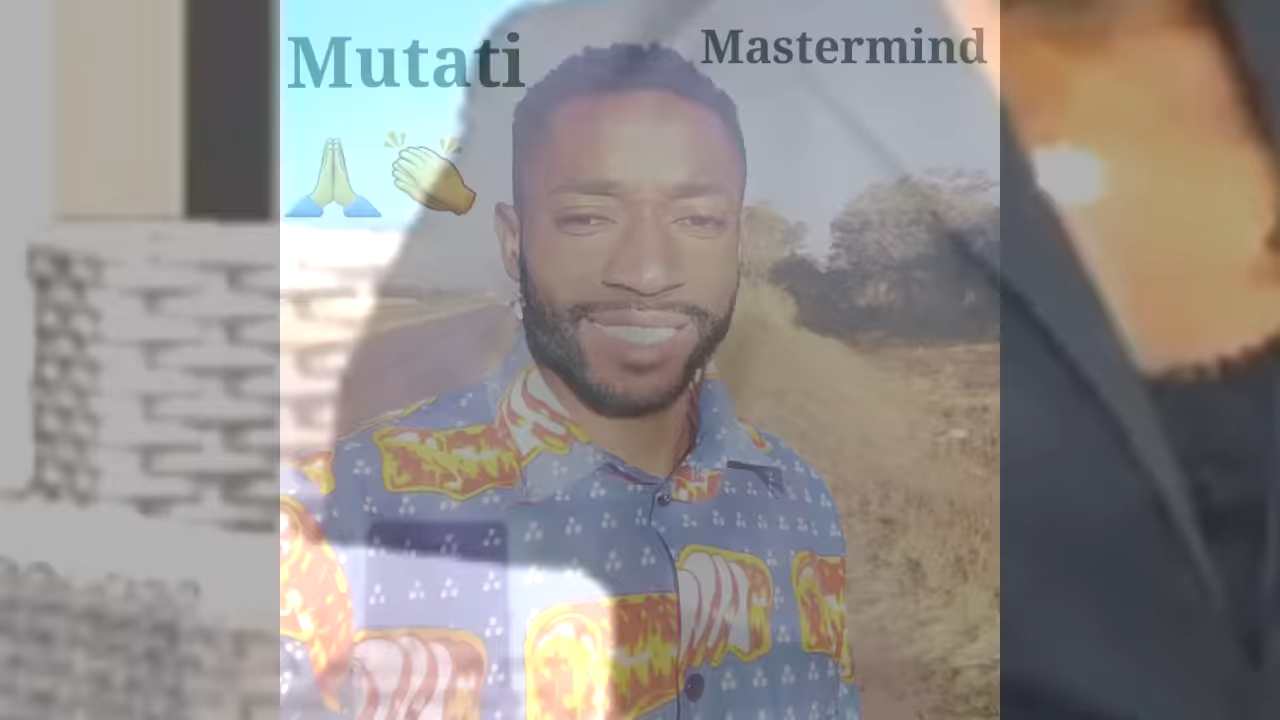 Mutati
Mastermind
🙏 👏